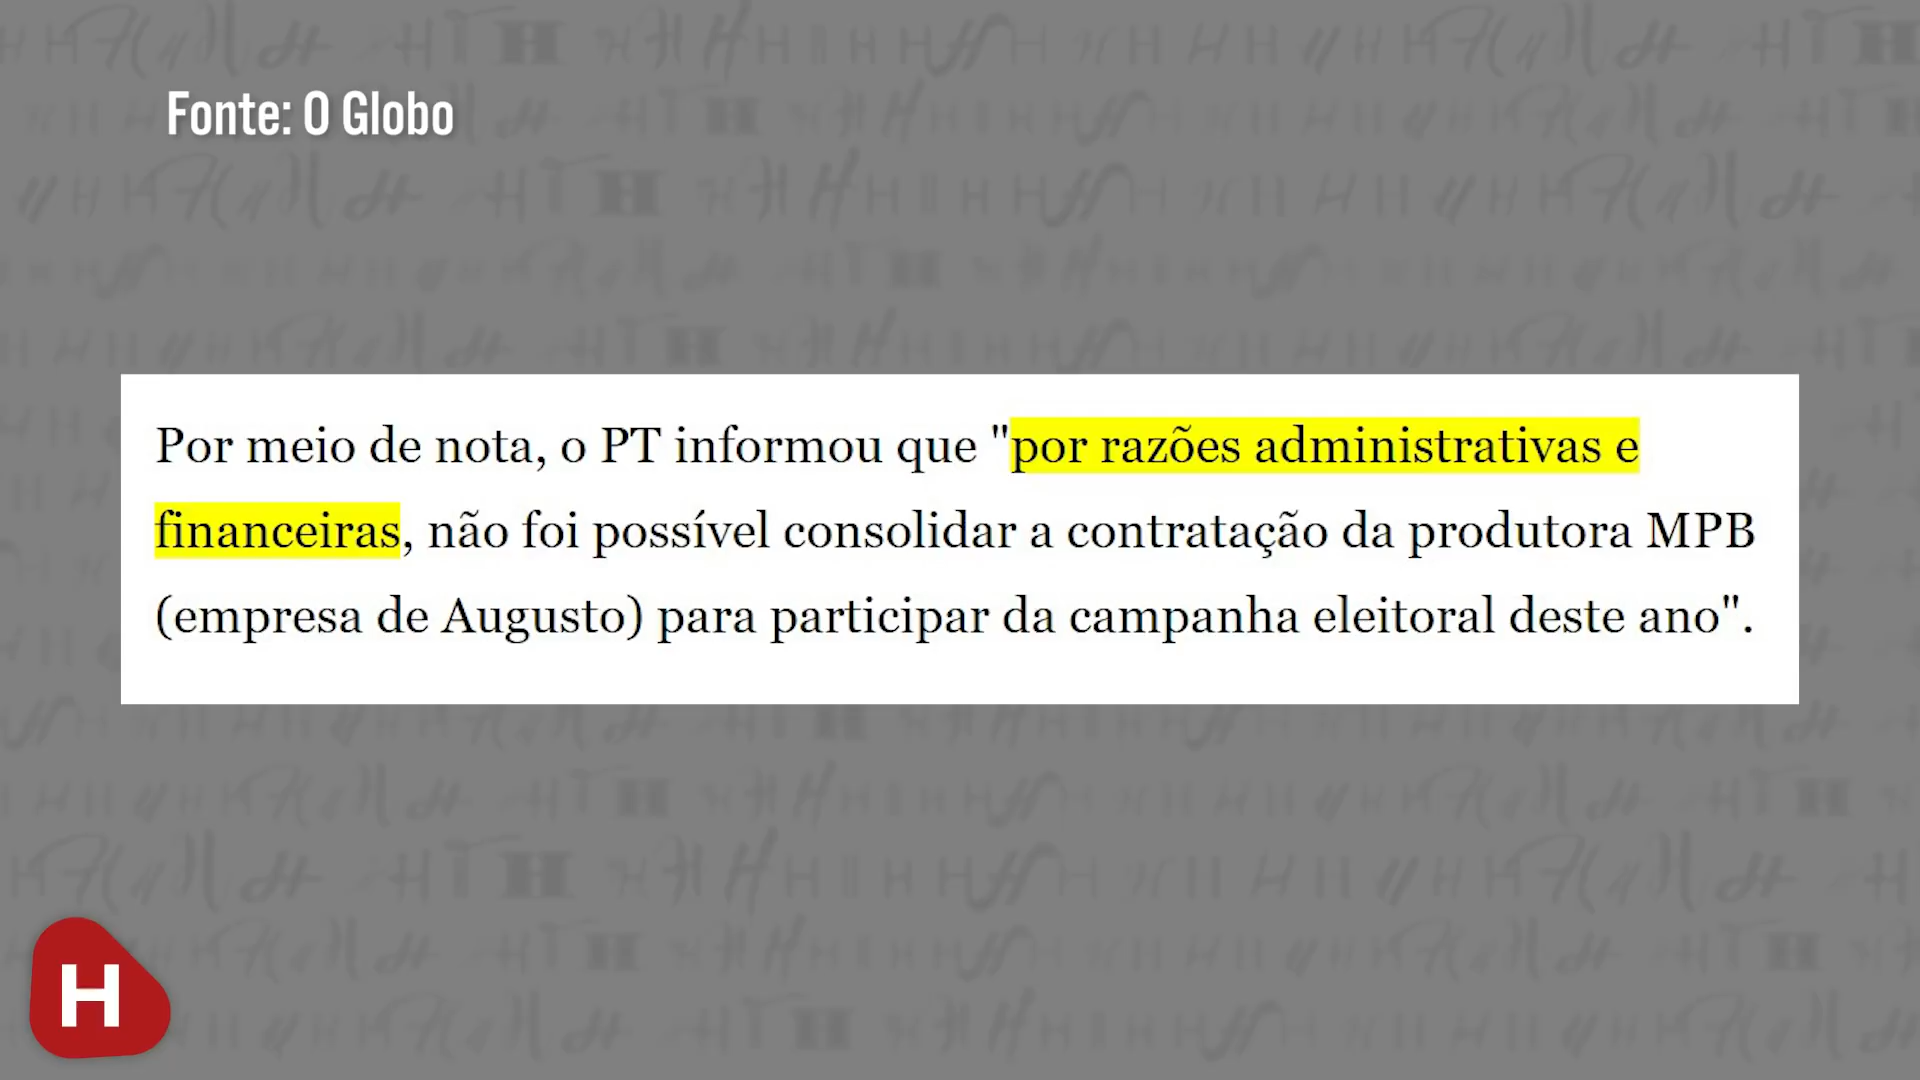 Fonte: O Globo
Por meio de nota, o PT informou que "por razões administrativas e
financeiras, não foi possível consolidar a contratação da produtora MPB
(empresa de Augusto) para participar da campanha eleitoral deste ano".
H